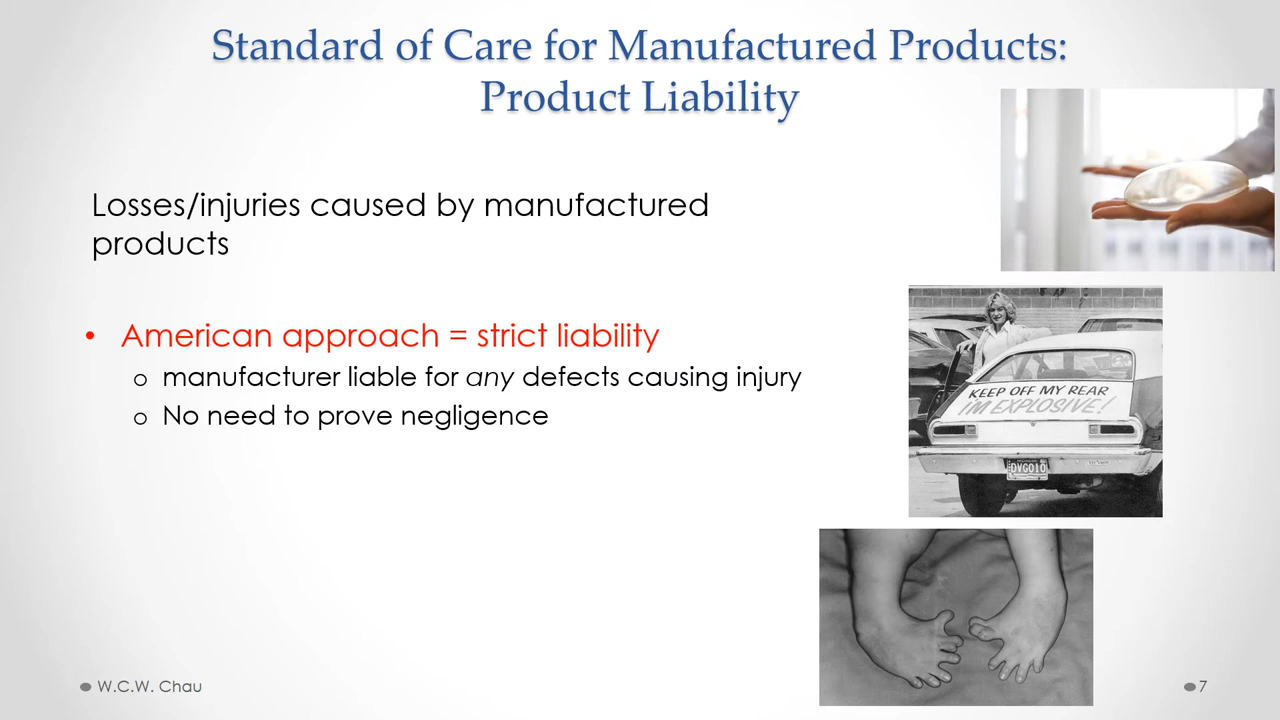 Standard of Care for Manufactured Products:
Product Liability
Losses/injuries caused by manufactured
products
• American approach = strict liability
o manufacturer liable for any defects causing injury
o No need to prove negligence
KEEP OFF MY REAR
I'M EXPLOSIVE!
DVG010
W.C.W. Chau
7